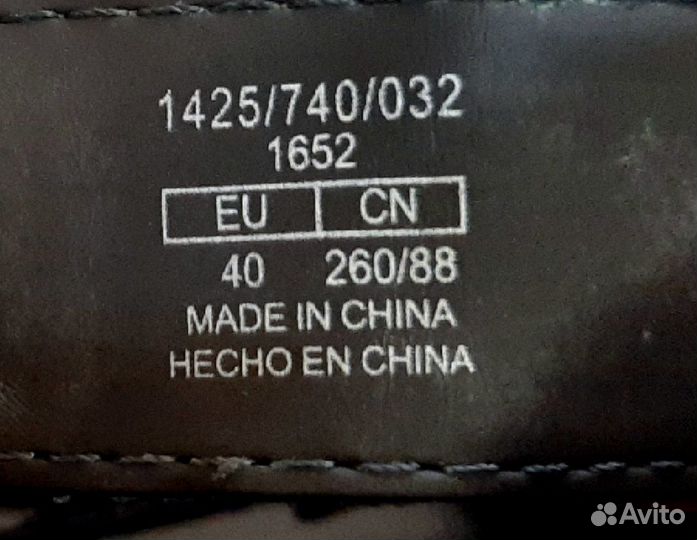 1425/740/032
1652
EU CN
40 260/88
MADE IN CHINA
HECHO EN CHINA
Avito